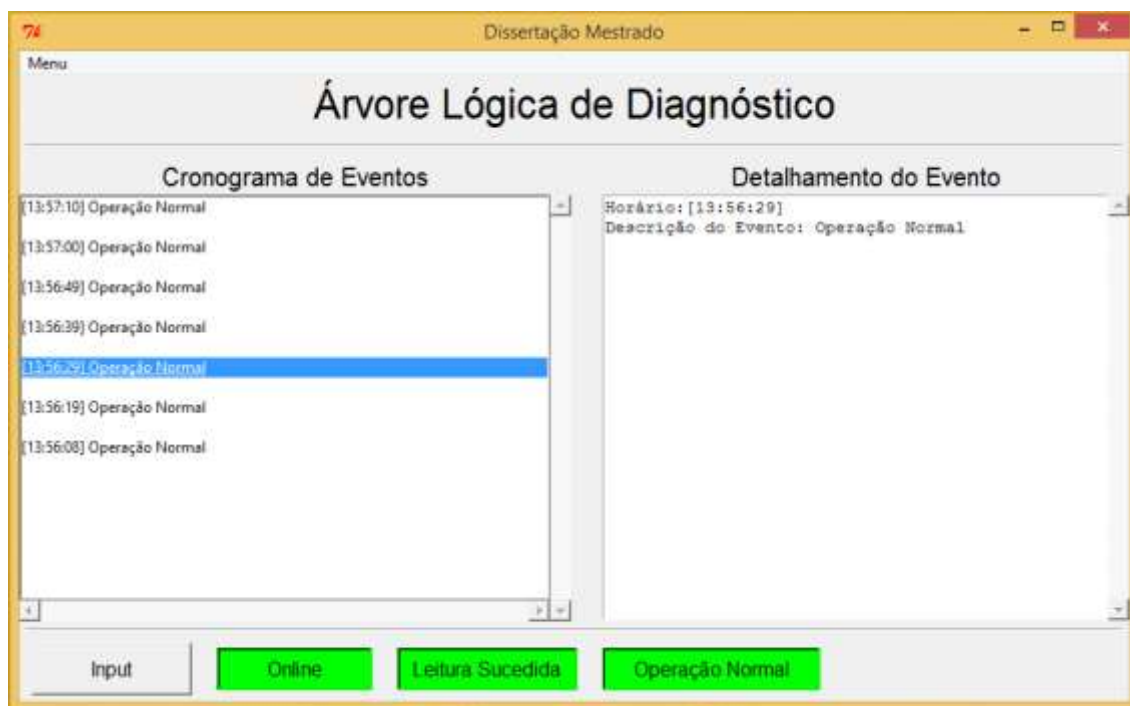 Dissertação Mestrado
Menu
Árvore Lógica de Diagnóstico
Cronograma de Eventos
[13:57:10] Operação Normal
[13:57:00] Operação Normal
[13:56:49] Operação Normal
[13:56:39] Operação Normal
[13:56:29] Operação Normal
[13:56:19] Operação Normal
[13:56:08] Operação Normal
Detalhamento do Evento
Horário:[13:56:29]
Descrição do Evento: Operação Normal
Input
Online
Leitura Sucedida
Operação Normal